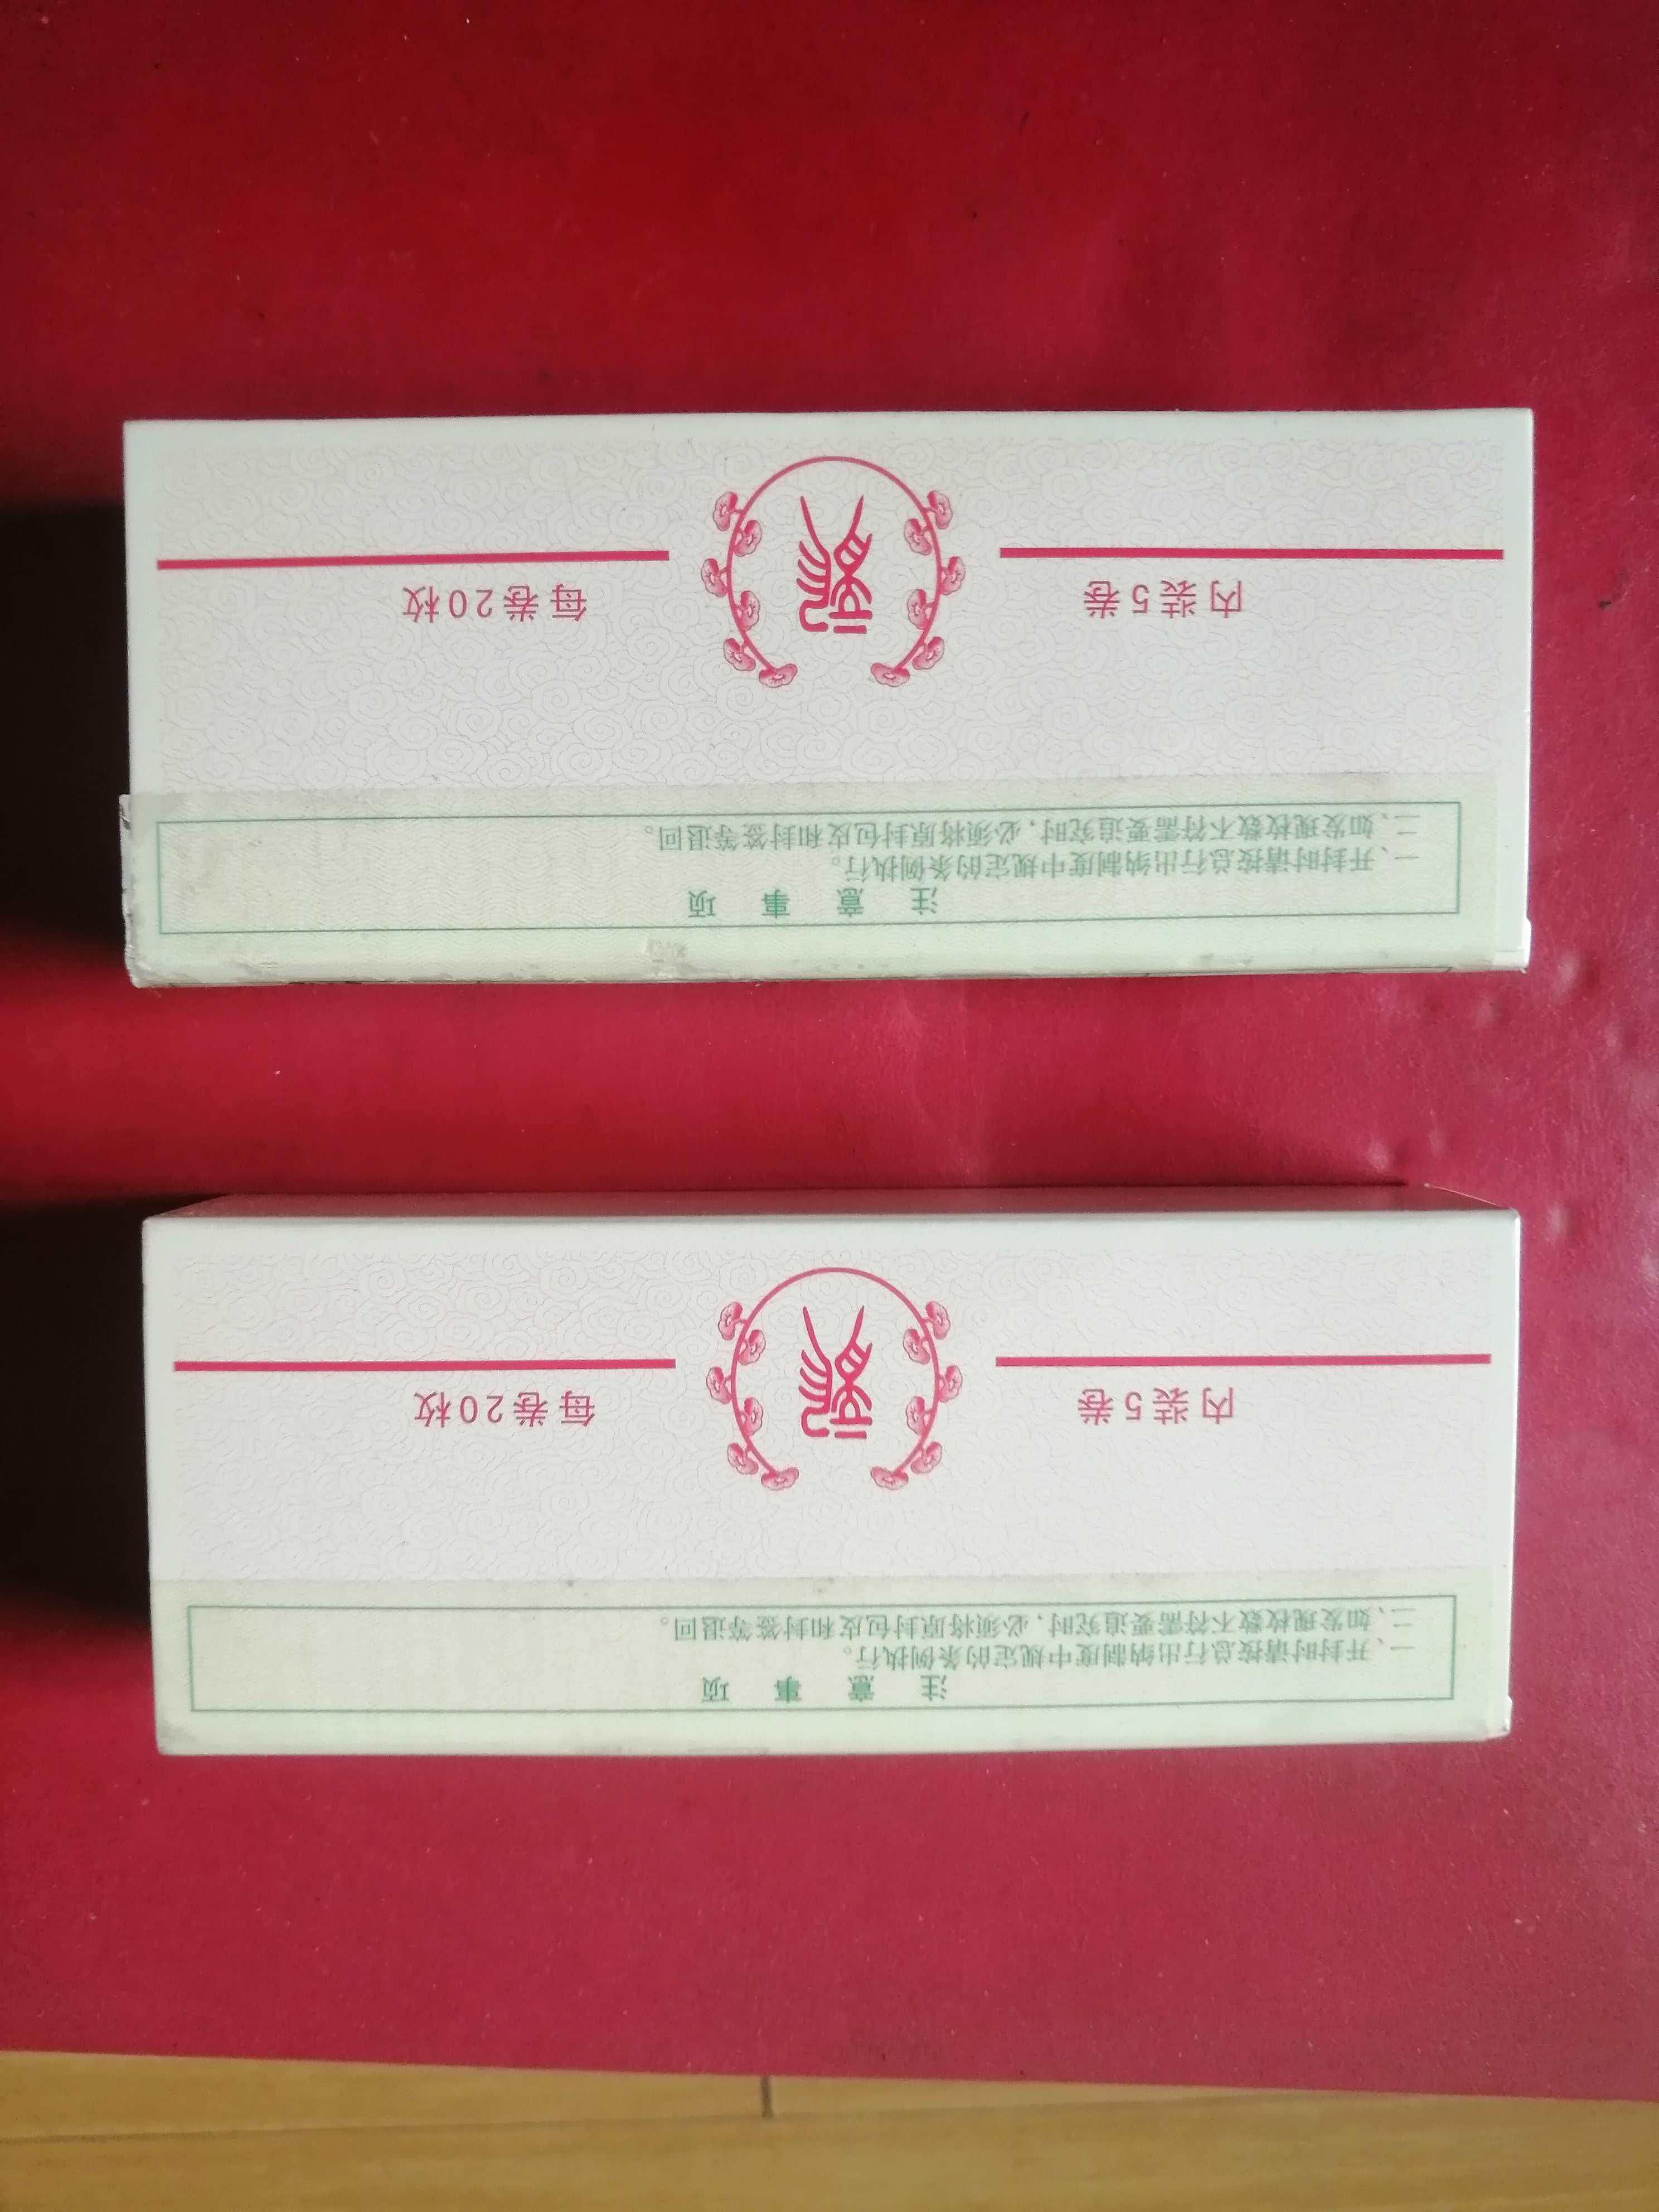 内装5卷
每卷20枚
注意事项
一、开封时请按总行出纳制度中规定的条例执行。
二、如发现枚数不符需要追究时，必须将原封包皮和封签等退回。
内装5卷
每卷20枚
注意事项
一、开封时请按总行出纳制度中规定的条例执行。
二、如发现枚数不符需要追究时，必须将原封包皮和封签等退回。